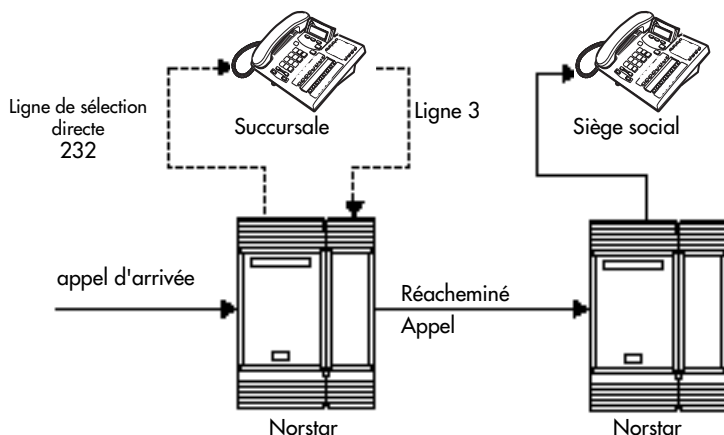 Ligne de sélection
directe
232
Succursale
Ligne 3
Siège social
appel d'arrivée
Réacheminé
Appel
Norstar
Norstar